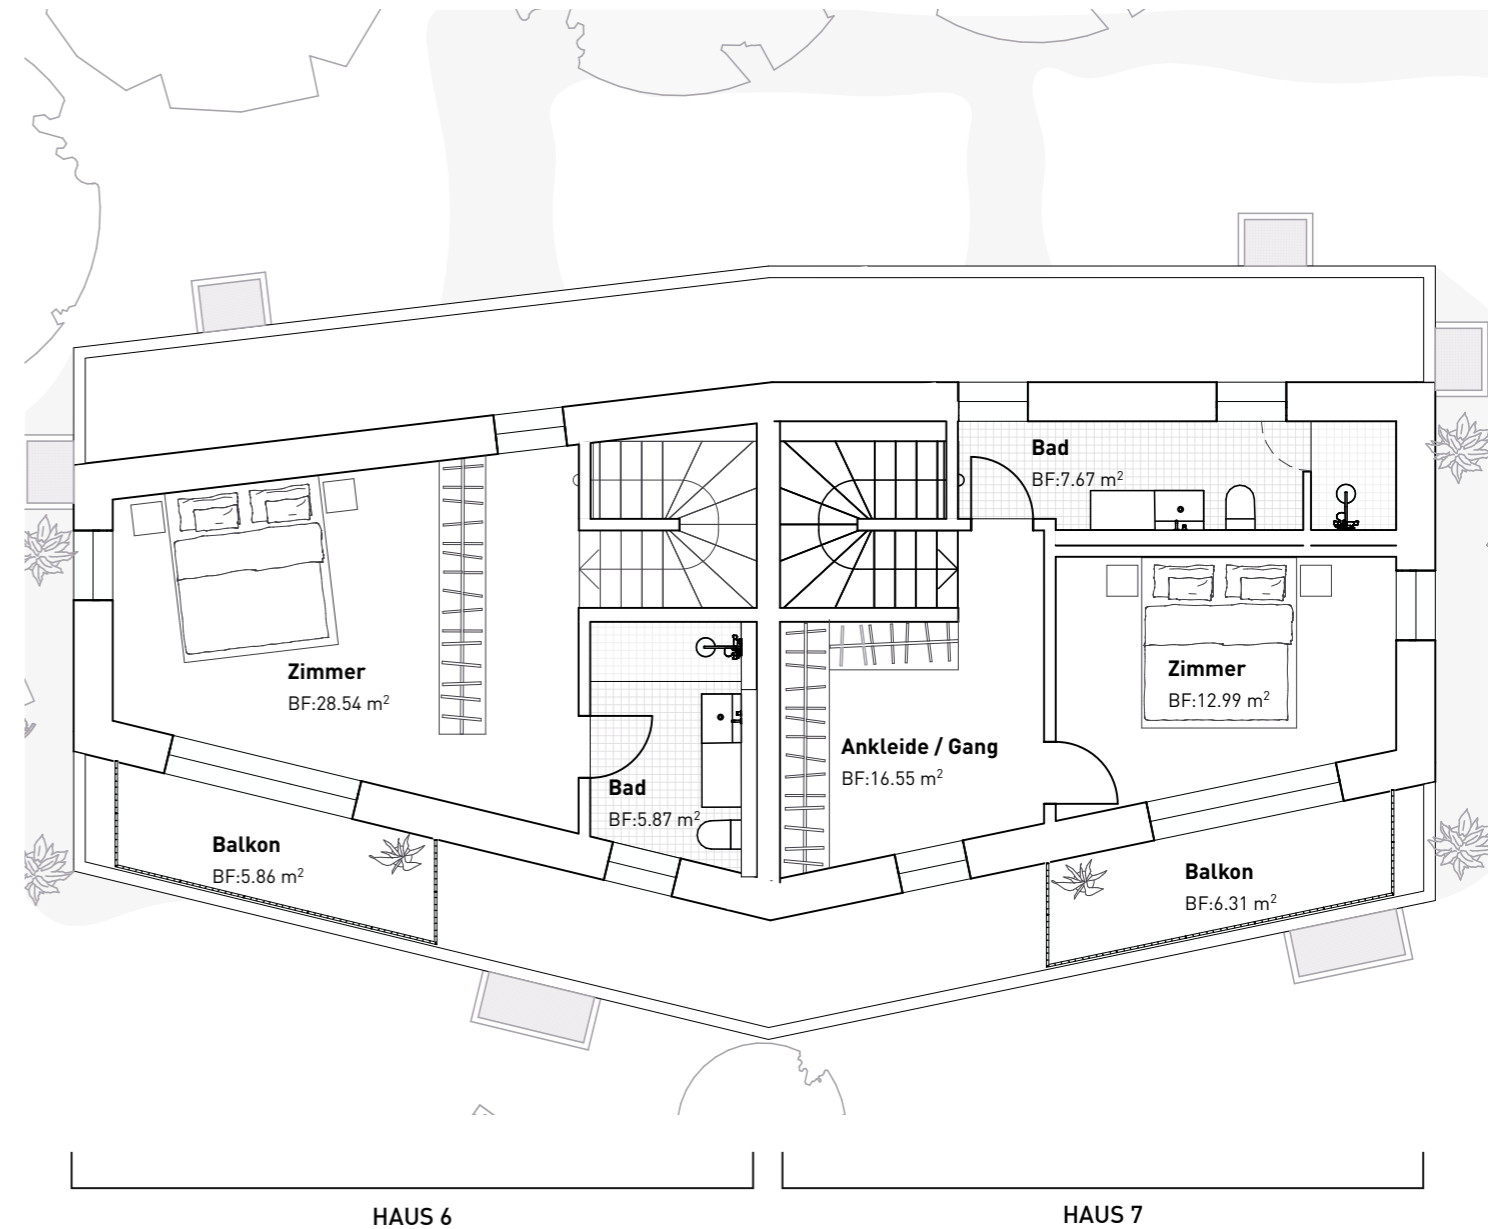 Bad
BF:7.67 m²
Zimmer
BF:28.54 m²
Zimmer
BF:12.99 m²
Ankleide / Gang
BF:16.55 m²
Bad
BF:5.87 m²
Balkon
BF:5.86 m²
Balkon
BF:6.31 m²
HAUS 6
HAUS 7